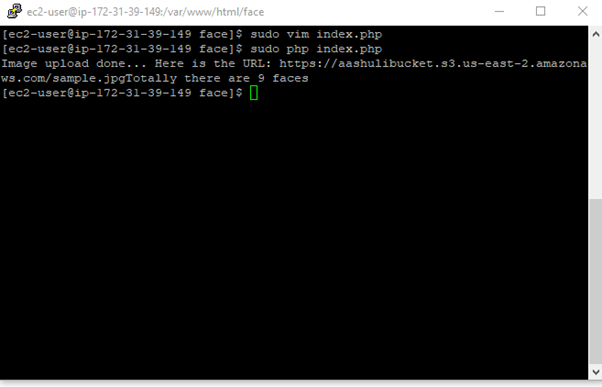 ec2-user@ip-172-31-39-149:/var/www/html/face
[ec2-user@ip-172-31-39-149 face]$ sudo vim index.php
[ec2-user@ip-172-31-39-149 face]$ sudo php index.php
Image upload done... Here is the URL: https://aashulibucket.s3.us-east-2.amazona
ws.com/sample.jpgTotally there are 9 faces
[ec2-user@ip-172-31-39-149 face]$